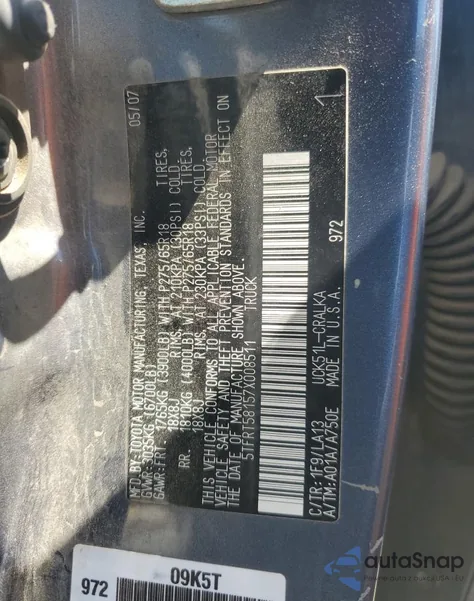 MFD.BY:TOYOTA MOTOR MANUFACTURING, TEXAS, INC. 05/07
GVWR:3035KG (6700LB)
GAWR:FRT. 1765KG (3900LB) WITH P275/65R18 TIRES,
18X8J RIMS, AT 210KPA (30PSI) COLD
RR. 1810KG (4000LB) WITH P275/65R18 TIRES,
18X8J RIMS, AT 230KPA (33PSI) COLD
THIS VEHICLE CONFORMS TO ALL APPLICABLE FEDERAL MOTOR
VEHICLE SAFETY AND THEFT PREVENTION STANDARDS IN EFFECT ON
THE DATE OF MANUFACTURE SHOWN ABOVE.
5TFRT58157X008511 TRUCK
1
C/TR:1F9/LA13 UCK51L-CRALKA 972
A/TM:A01A/A750E MADE IN U.S.A.
972 09K5T
autoSnap